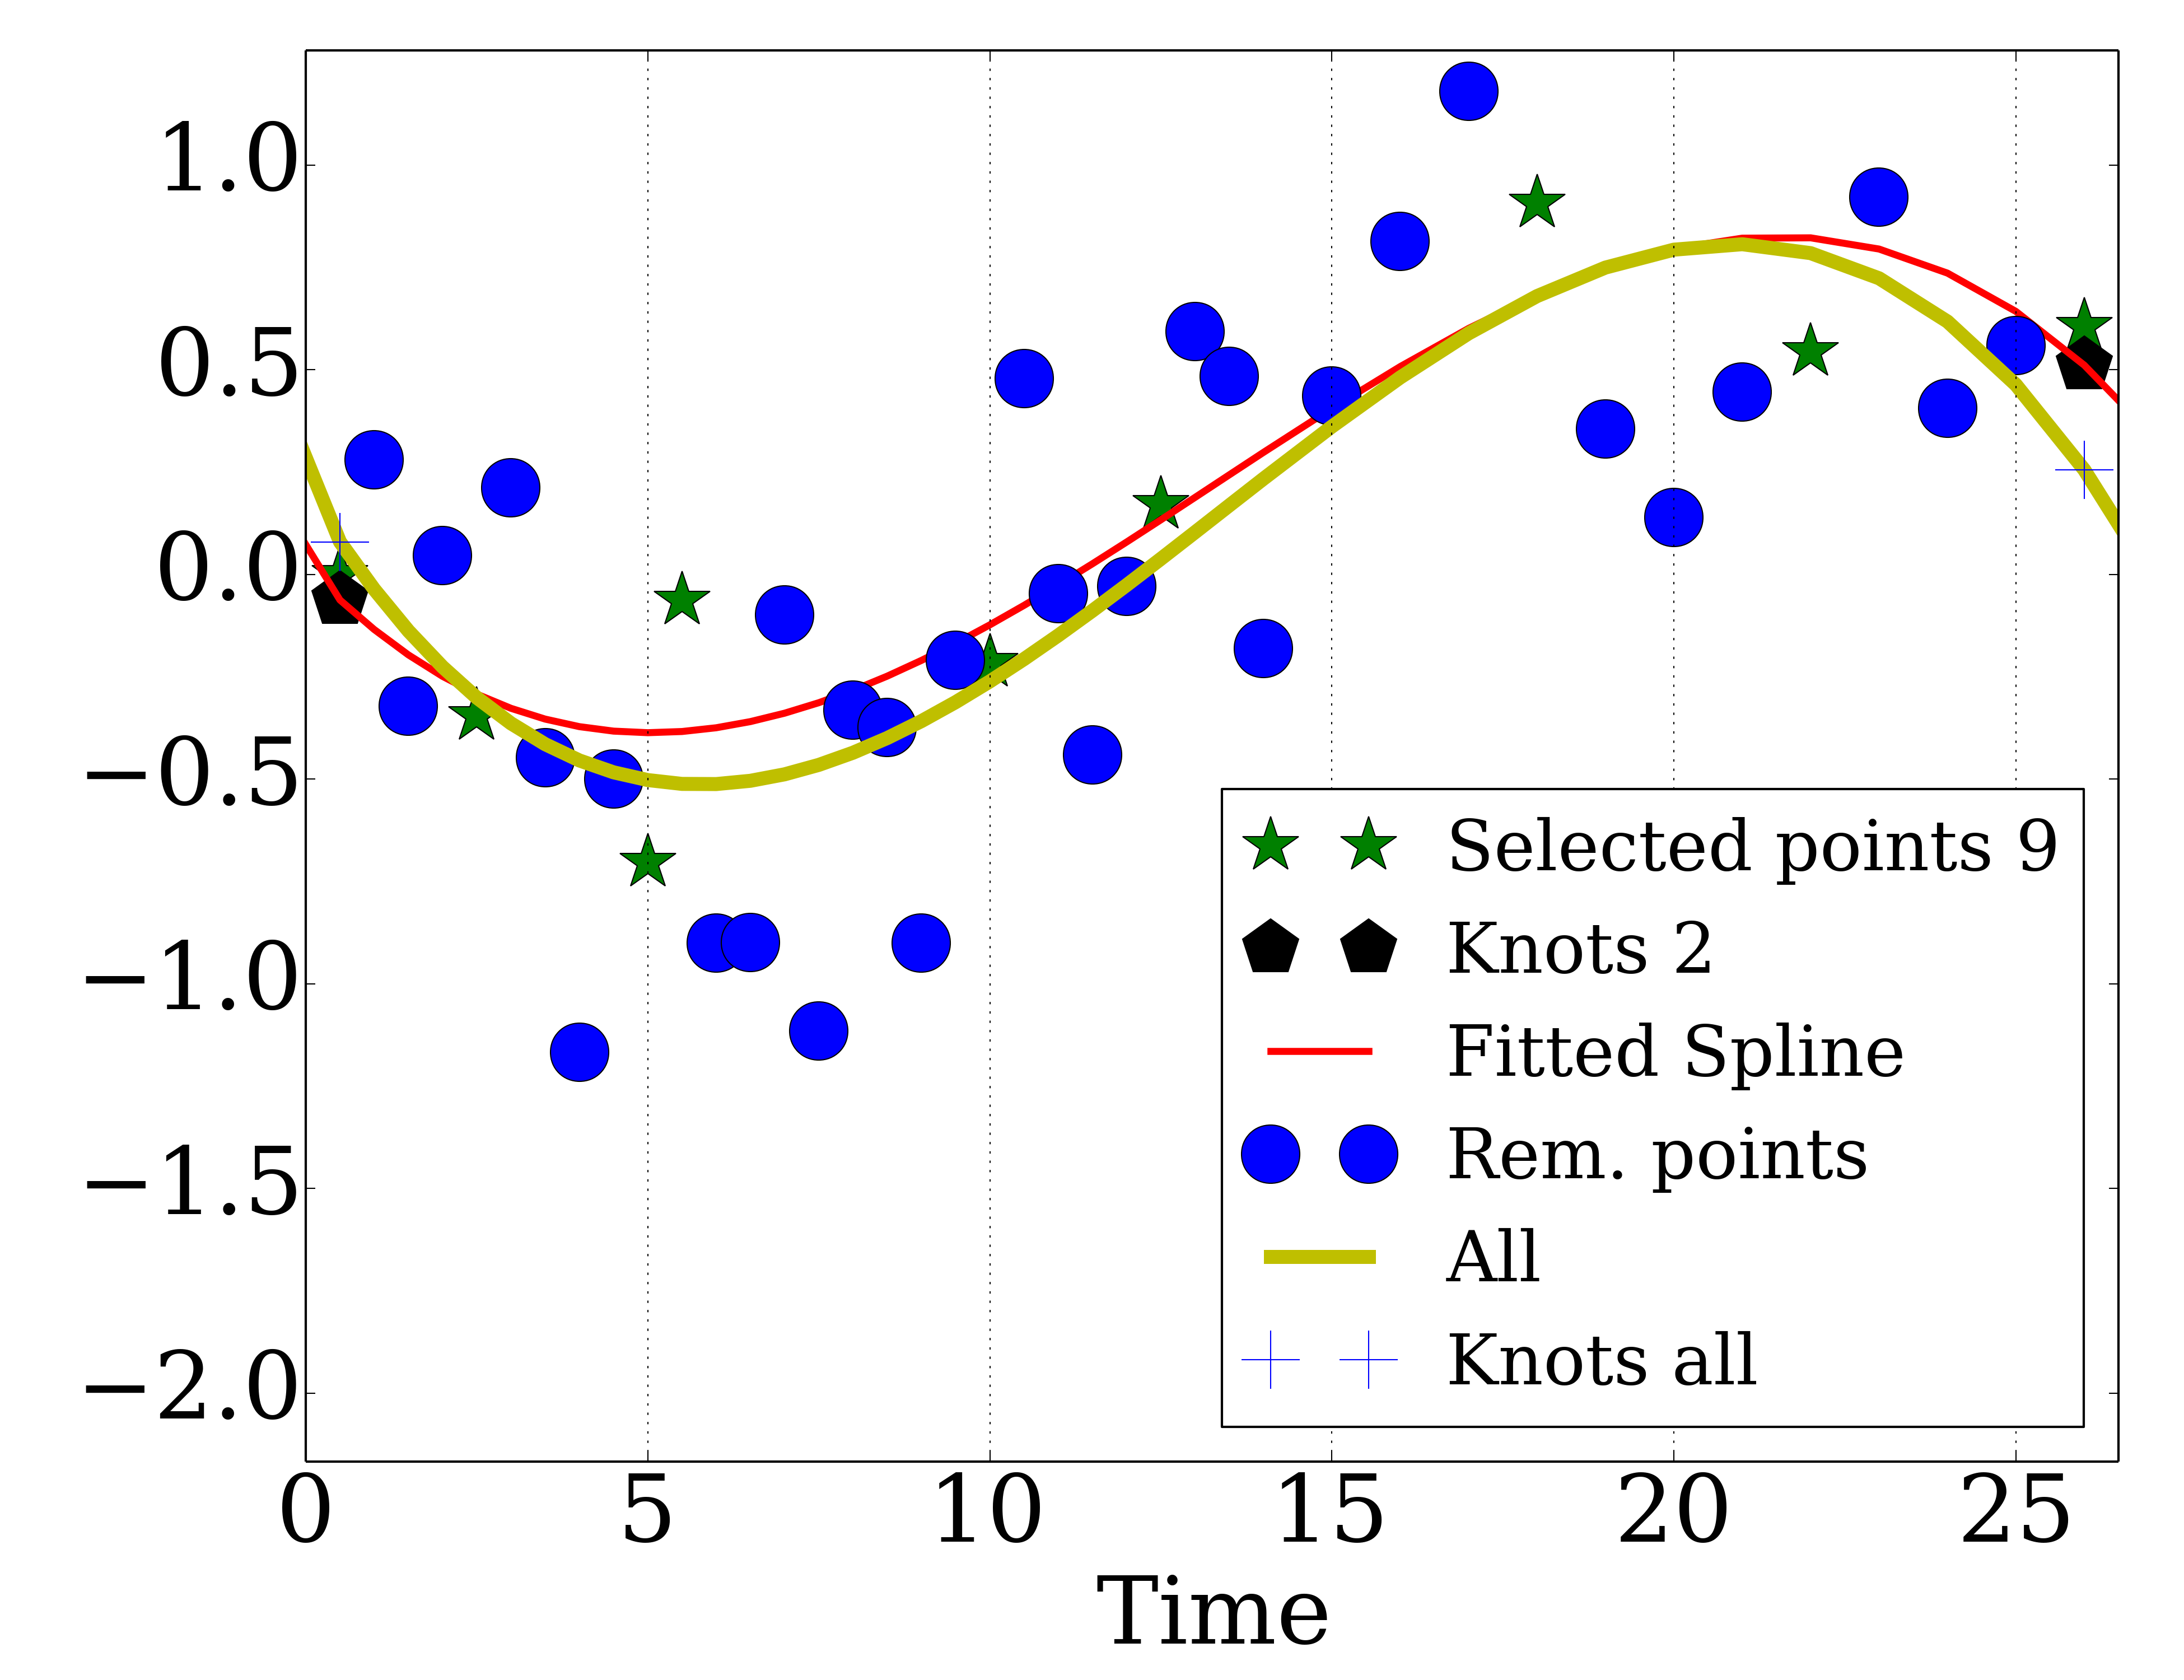 1.0
0.5
0.0
−0.5
−1.0
−1.5
−2.0
Selected points 9
Knots 2
Fitted Spline
Rem. points
All
Knots all
0 5 10 15 20 25
Time